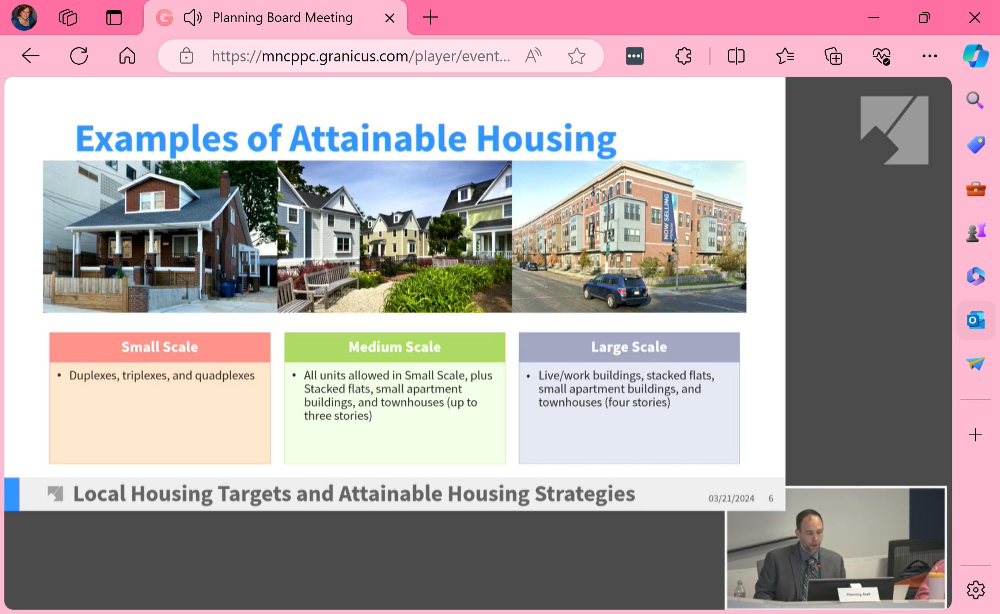 Planning Board Meeting
https://mncppc.granicus.com/player/event...
Examples of Attainable Housing
NOW SELLING
Small Scale
• Duplexes, triplexes, and quadplexes
Medium Scale
• All units allowed in Small Scale, plus
Stacked flats, small apartment
buildings, and townhouses (up to
three stories)
Large Scale
• Live/work buildings, stacked flats,
small apartment buildings, and
townhouses (four stories)
Local Housing Targets and Attainable Housing Strategies
03/21/2024 6
Planning Staff